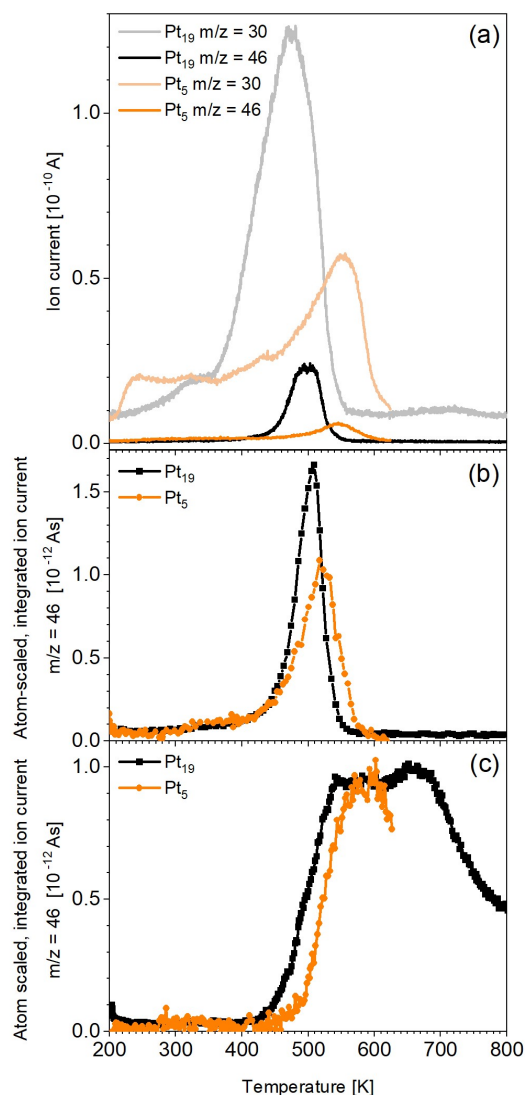 (a)
Pt₁₉ m/z = 30
Pt₁₉ m/z = 46
Pt₅ m/z = 30
Pt₅ m/z = 46
1.0
0.5
0.0
Ion current [10⁻¹⁰ A]
(b)
Pt₁₉
Pt₅
1.5
1.0
0.5
0.0
Atom-scaled, integrated ion current
m/z = 46 [10⁻¹² As]
(c)
Pt₁₉
Pt₅
1.0
0.5
0.0
Atom scaled, integrated ion current
m/z = 46 [10⁻¹² As]
200 300 400 500 600 700 800
Temperature [K]